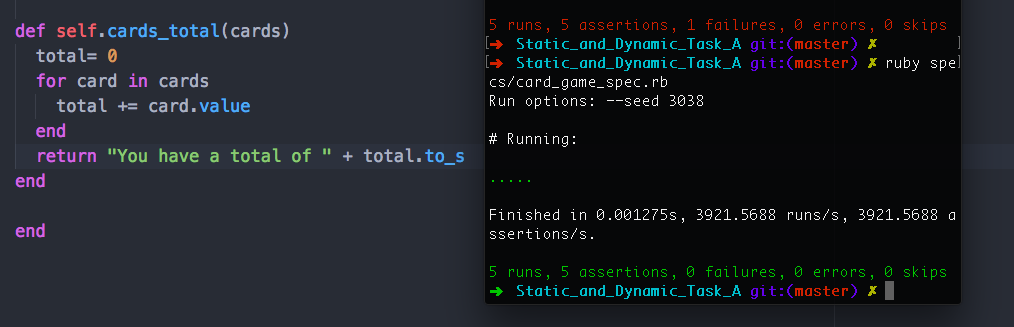 def self.cards_total(cards)
total= 0
for card in cards
total += card.value
end
return "You have a total of " + total.to_s
end
end
5 runs, 5 assertions, 1 failures, 0 errors, 0 skips
[➜ Static_and_Dynamic_Task_A git:(master) ✗ ]
[➜ Static_and_Dynamic_Task_A git:(master) ✗ ruby spe]
cs/card_game_spec.rb
Run options: --seed 3038
# Running:
.....
Finished in 0.001275s, 3921.5688 runs/s, 3921.5688 a
ssertions/s.
5 runs, 5 assertions, 0 failures, 0 errors, 0 skips
➜ Static_and_Dynamic_Task_A git:(master) ✗